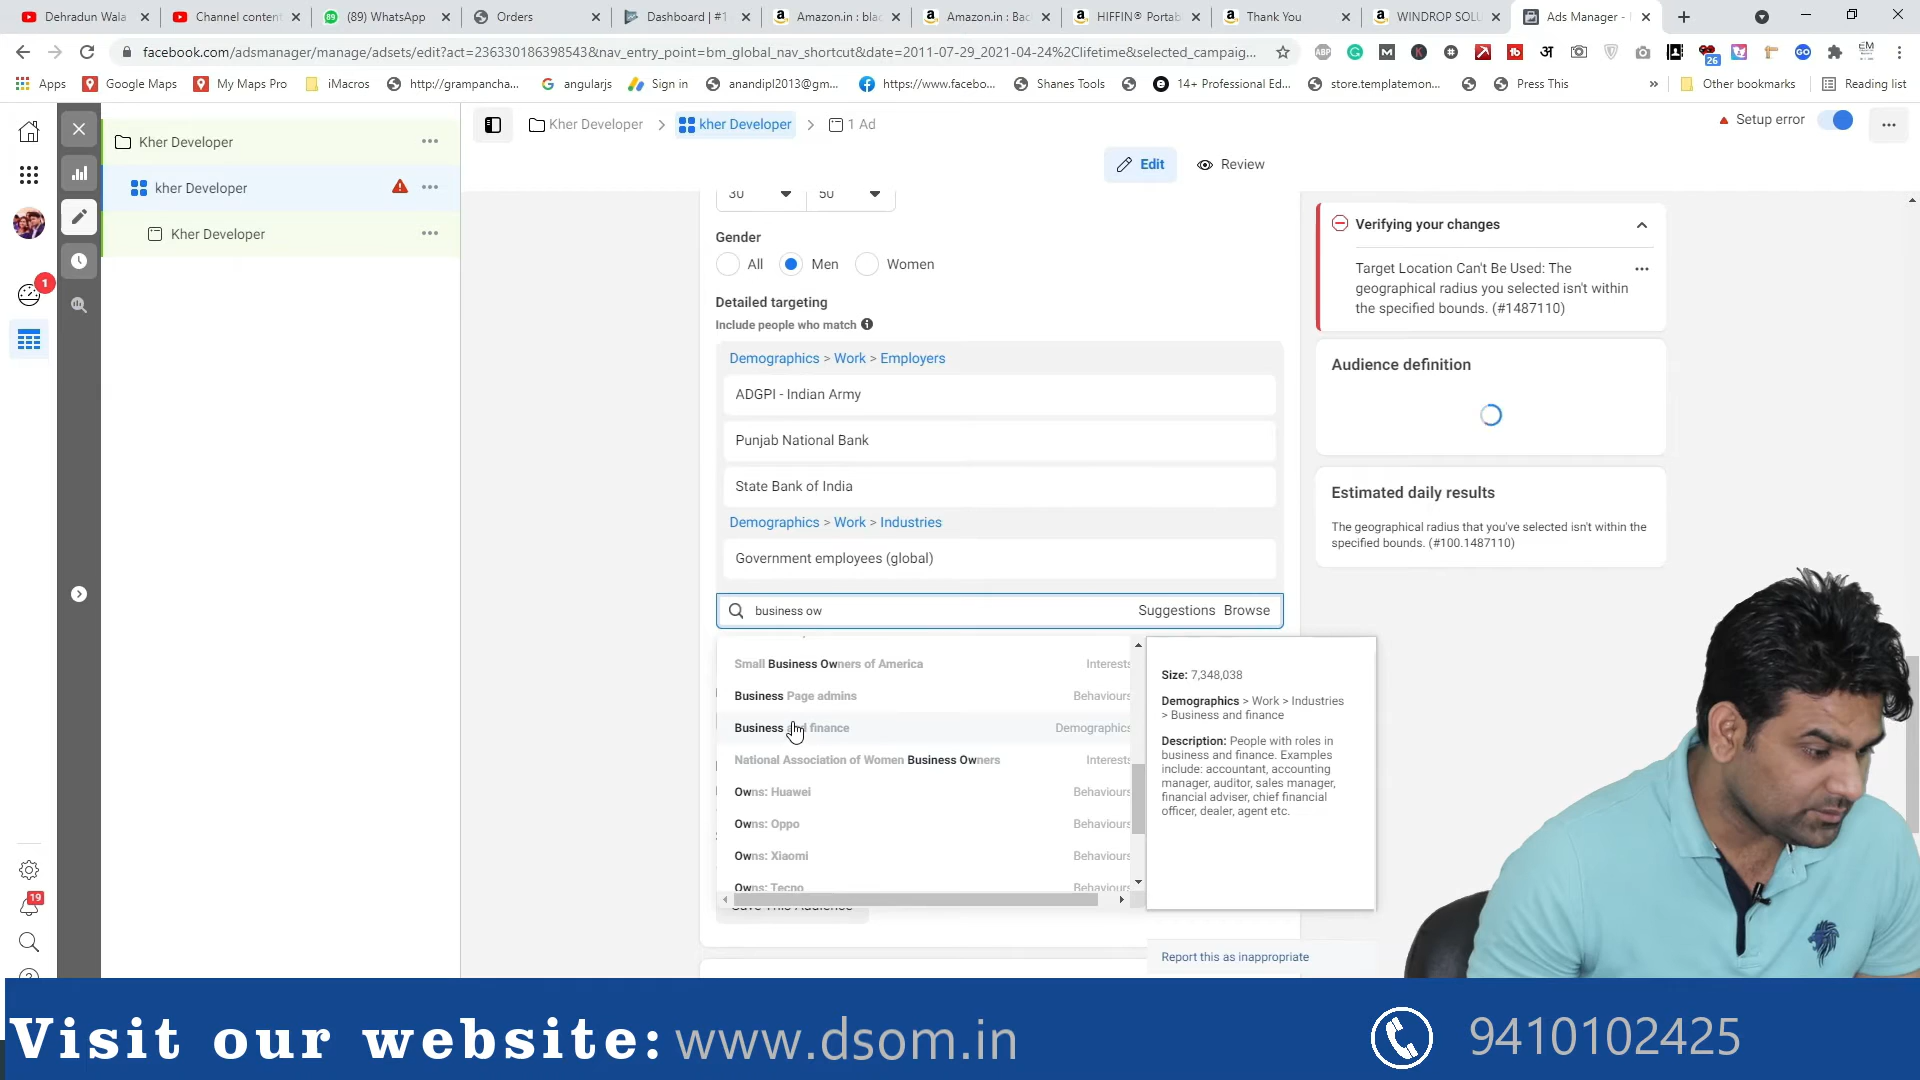 Dehradun Wala
Channel content
(89) WhatsApp
Orders
Dashboard | #1
Amazon.in : blac
Amazon.in : Bac
HIFFIN® Portab
Thank You
WINDROP SOLU
Ads Manager -
facebook.com/adsmanager/manage/adsets/edit?act=236330186398543&nav_entry_point=bm_global_nav_shortcut&date=2011-07-29_2021-04-24%2Clifetime&selected_campaig...
Apps
Google Maps
My Maps Pro
iMacros
http://grampancha...
angularjs
Sign in
anandipl2013@gm...
https://www.facebo...
Shanes Tools
14+ Professional Ed...
store.templatemon...
Press This
»
Other bookmarks
Reading list
Kher Developer
kher Developer
Kher Developer
Kher Developer > kher Developer > 1 Ad
Setup error
Edit
Review
30
50
Gender
All
Men
Women
Detailed targeting
Include people who match
Demographics > Work > Employers
ADGPI - Indian Army
Punjab National Bank
State Bank of India
Demographics > Work > Industries
Government employees (global)
business ow
Suggestions
Browse
Small Business Owners of America Interests
Business Page admins Behaviours
Business and finance Demographics
National Association of Women Business Owners Interests
Owns: Huawei Behaviours
Owns: Oppo Behaviours
Owns: Xiaomi Behaviours
Owns: Tecno Behaviours
Save This Audience
Size: 7,348,038
Demographics > Work > Industries
> Business and finance
Description: People with roles in
business and finance. Examples
include: accountant, accounting
manager, auditor, sales manager,
financial adviser, chief financial
officer, dealer, agent etc.
Report this as inappropriate
Verifying your changes
Target Location Can't Be Used: The
geographical radius you selected isn't within
the specified bounds. (#1487110)
Audience definition
Estimated daily results
The geographical radius that you've selected isn't within the
specified bounds. (#100.1487110)
1
19
26
Visit our website: www.dsom.in
9410102425